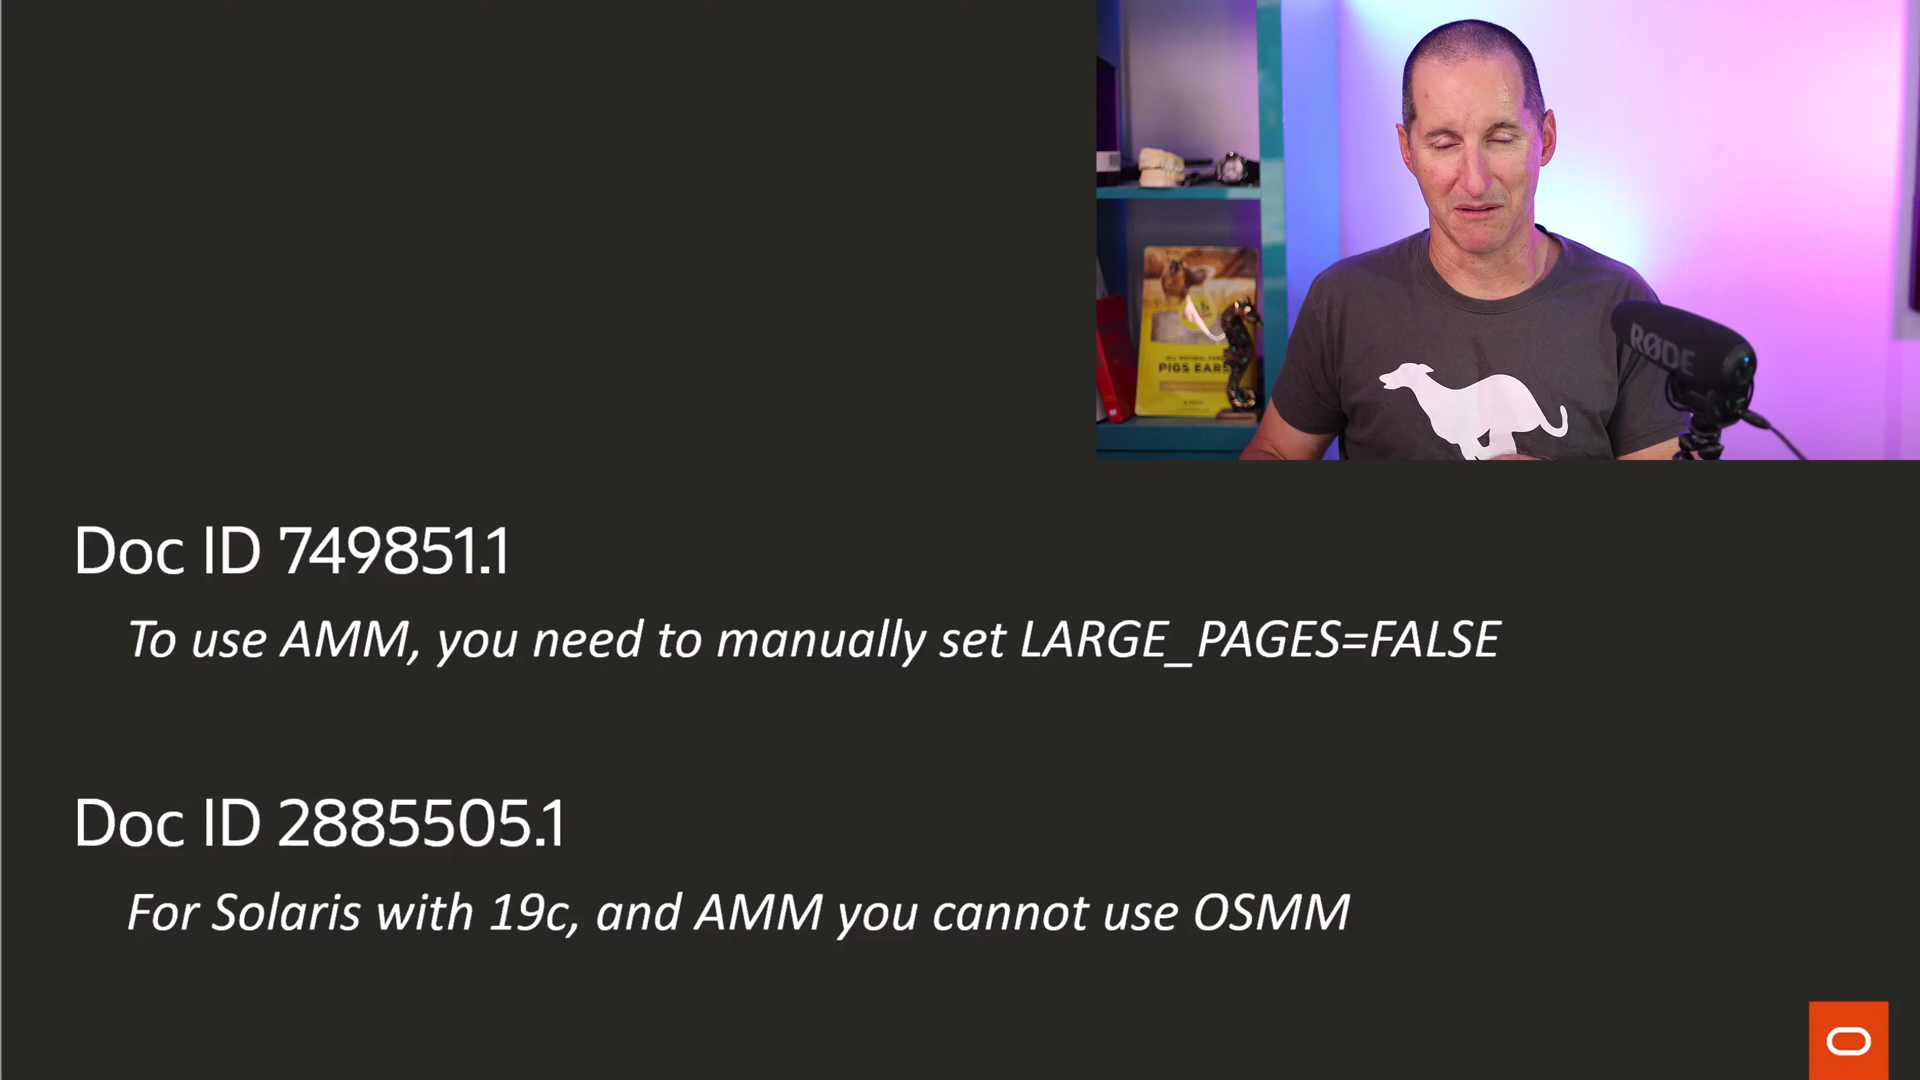 PIGS EARS
RØDE
Doc ID 749851.1
To use AMM, you need to manually set LARGE_PAGES=FALSE
Doc ID 2885505.1
For Solaris with 19c, and AMM you cannot use OSMM